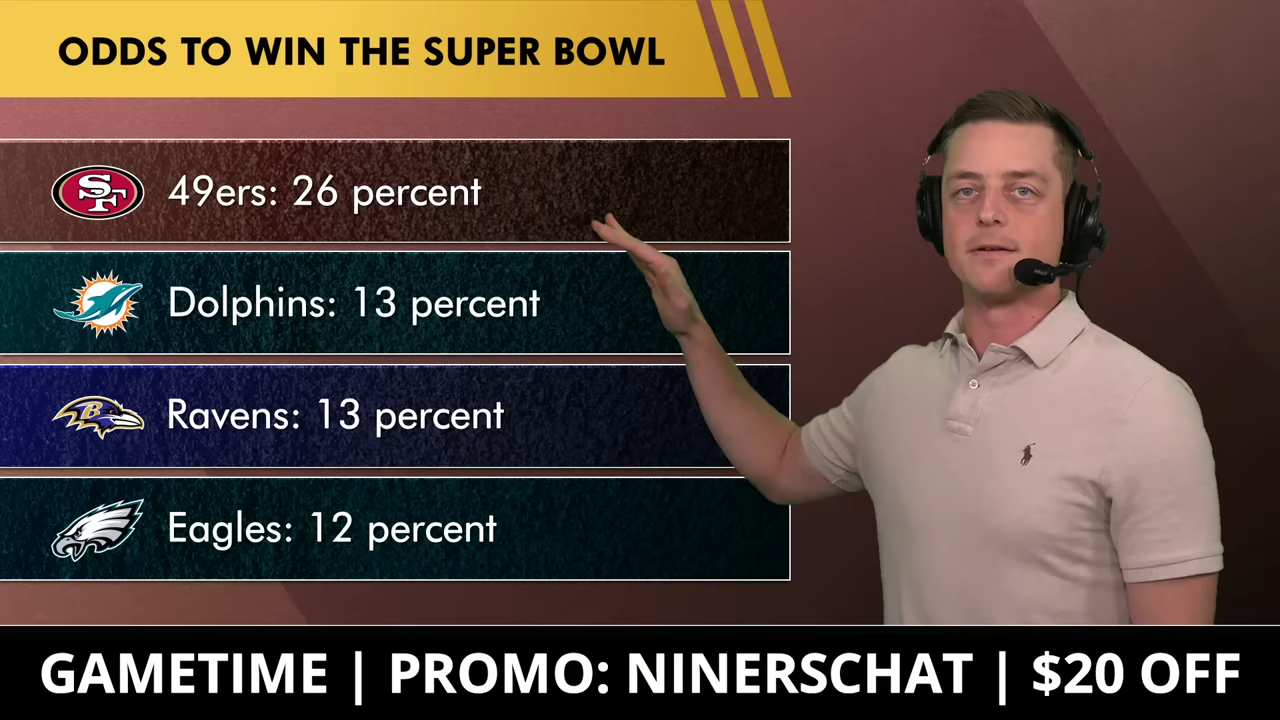 ODDS TO WIN THE SUPER BOWL
SF
49ers: 26 percent
Dolphins: 13 percent
B
Ravens: 13 percent
Eagles: 12 percent
GAMETIME | PROMO: NINERSCHAT | $20 OFF